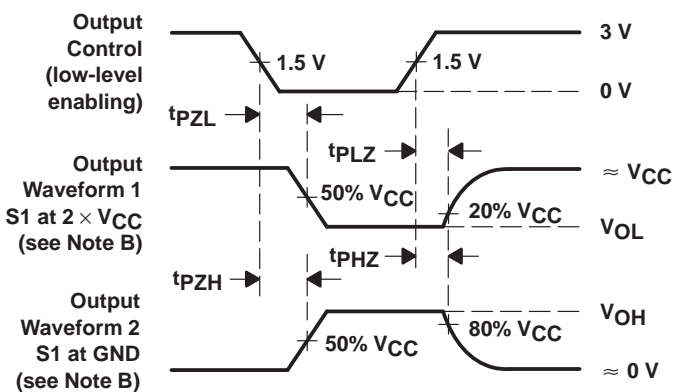 Output
Control
(low-level
enabling)
3 V
1.5 V
1.5 V
0 V
tPZL
tPLZ
Output
Waveform 1
S1 at 2 × VCC
(see Note B)
50% VCC
20% VCC
≈ VCC
VOL
tPZH
tPHZ
Output
Waveform 2
S1 at GND
(see Note B)
50% VCC
80% VCC
VOH
≈ 0 V